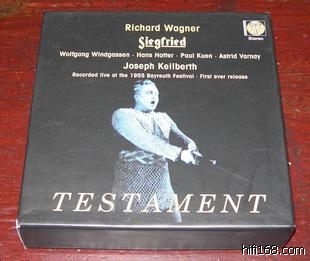 Richard Wagner
Siegfried
Wolfgang Windgassen · Hans Hotter · Paul Kuen · Astrid Varnay
Joseph Keilberth
Recorded live at the 1955 Bayreuth Festival · First ever release
Stereo
TESTAMENT
hifi168.com